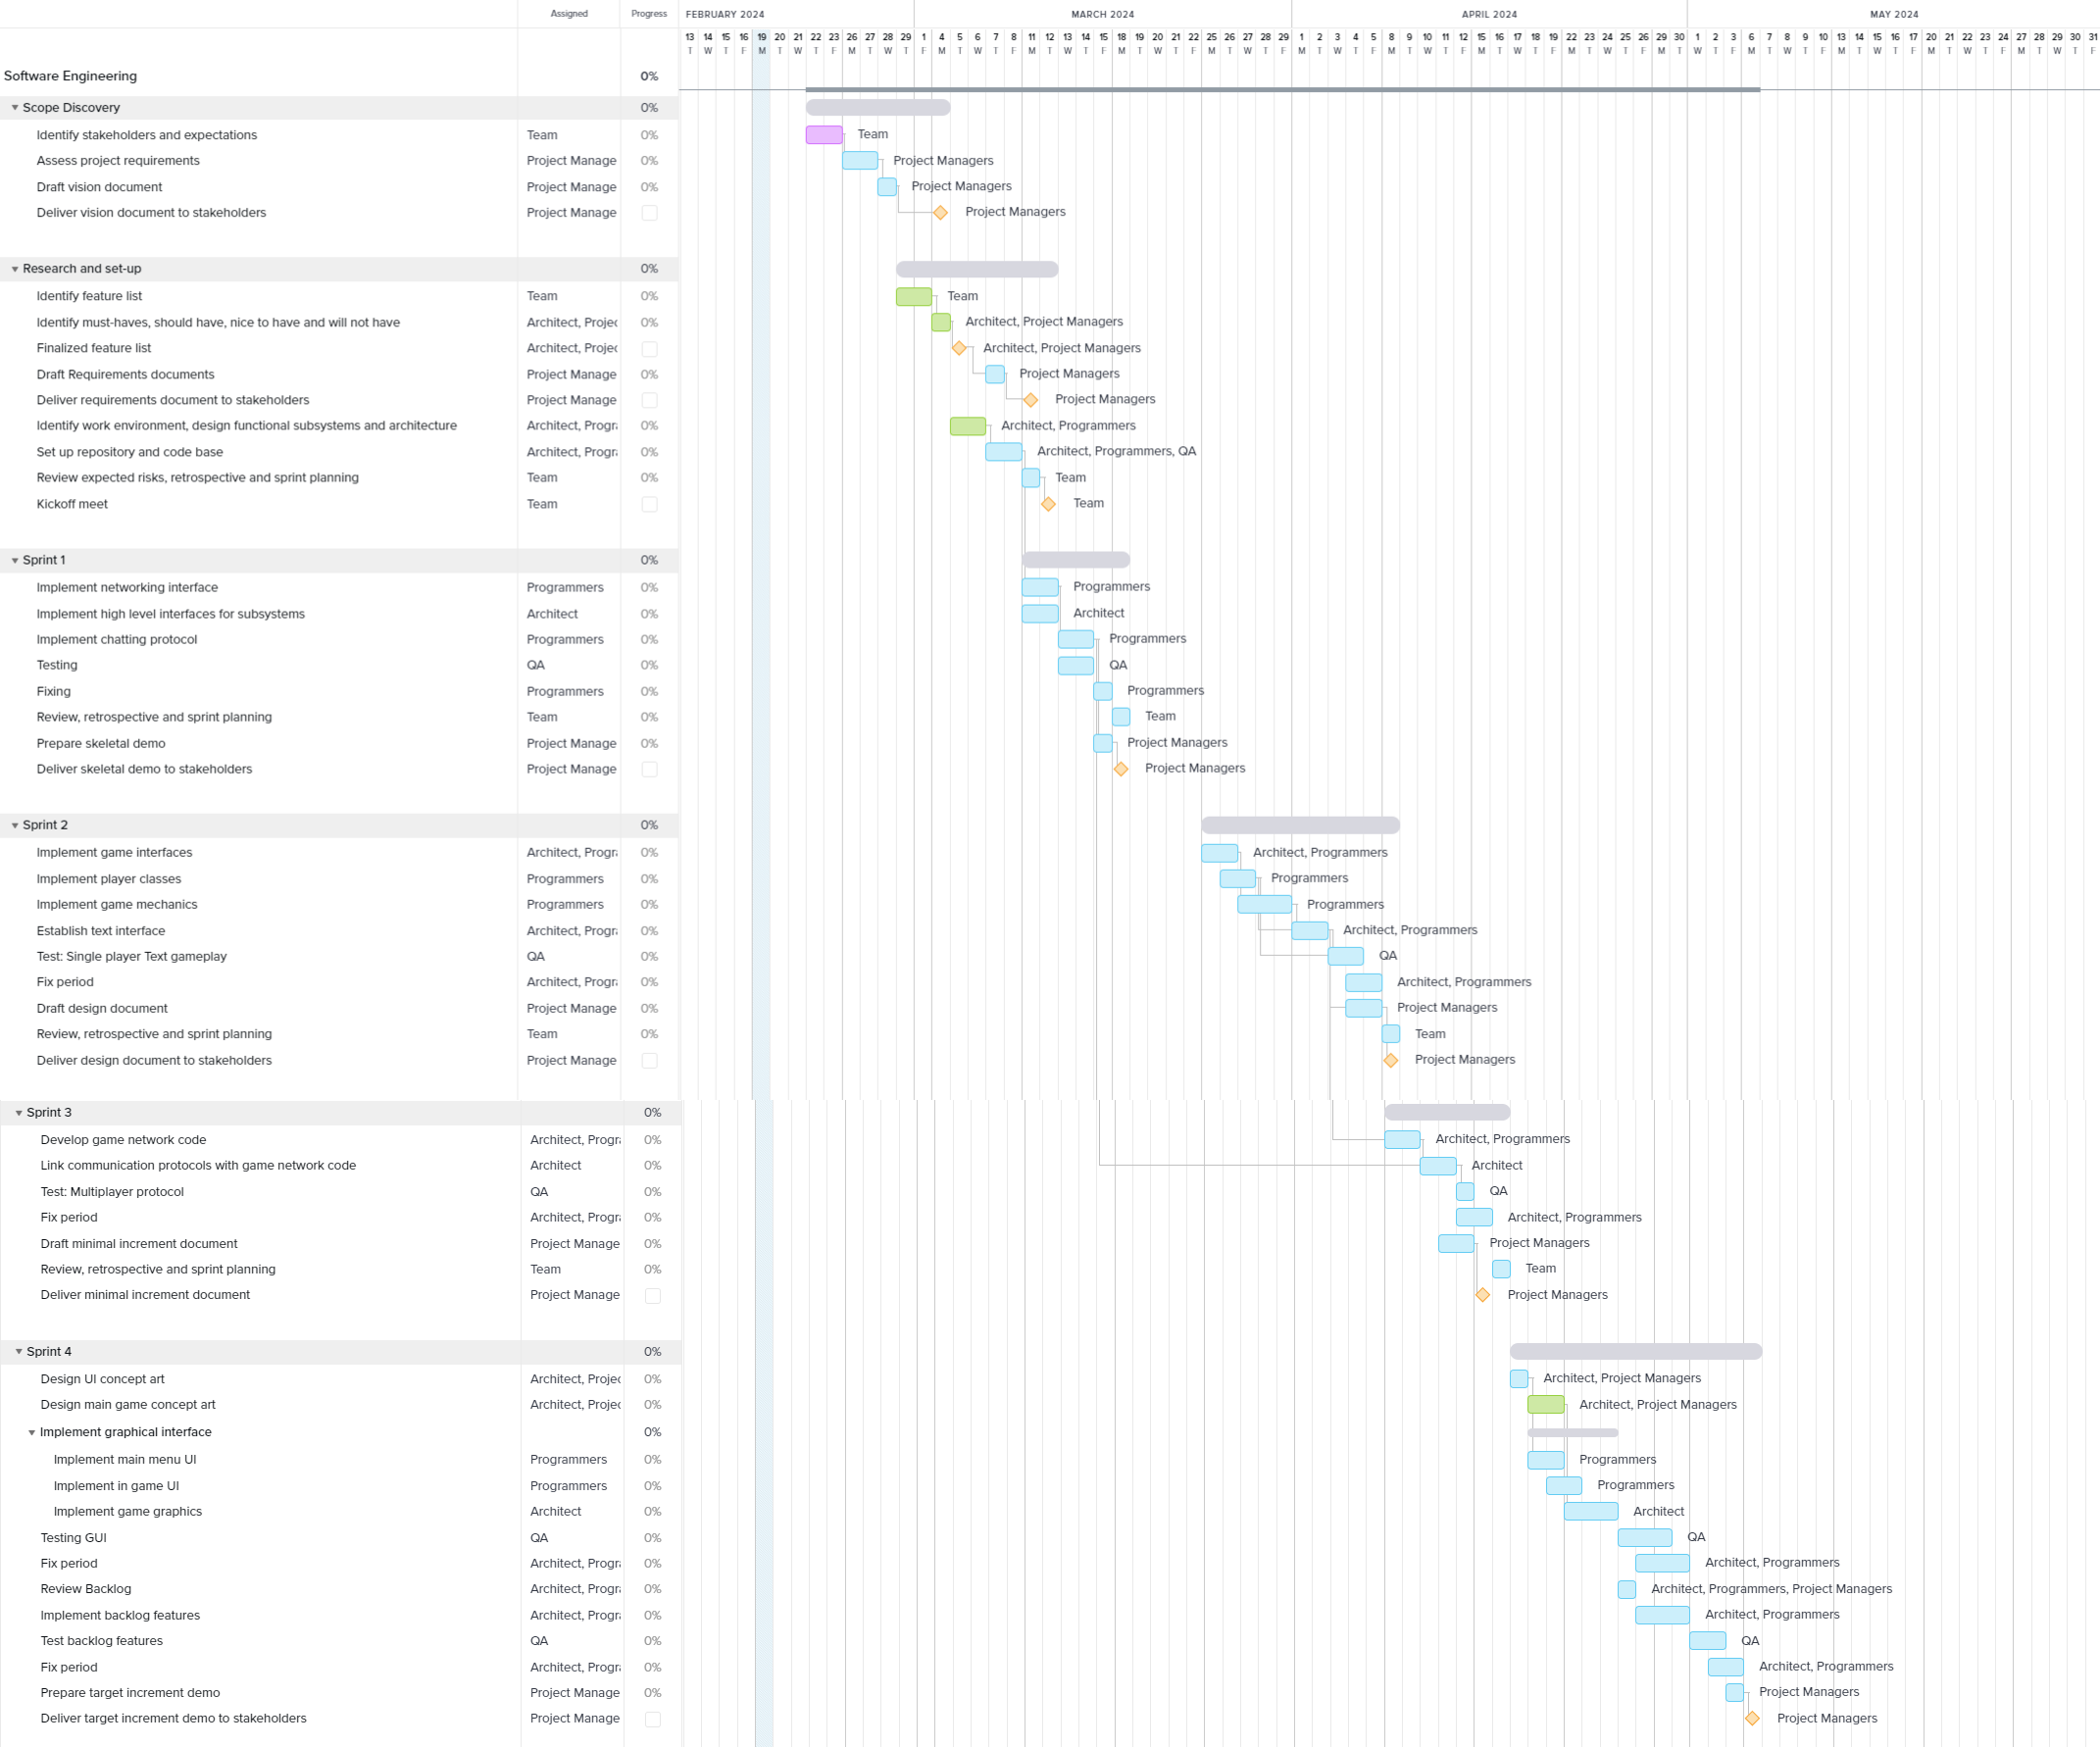 Assigned Progress FEBRUARY 2024 MARCH 2024 APRIL 2024 MAY 2024
13 14 15 16 19 20 21 22 23 26 27 28 29 1 4 5 6 7 8 11 12 13 14 15 18 19 20 21 22 25 26 27 28 29 1 2 3 4 5 8 9 10 11 12 15 16 17 18 19 22 23 24 25 26 29 30 1 2 3 6 7 8 9 10 13 14 15 16 17 20 21 22 23 24 27 28 29 30 31
T W T F M T W T F M T W T F M T W T F M T W T F M T W T F M T W T F M T W T F M T W T F M T W T F M T W T F M T W T F M T W T F M T W T F M T W T F M T W T F
Software Engineering 0%
Scope Discovery 0%
Identify stakeholders and expectations Team 0% Team
Assess project requirements Project Manage 0% Project Managers
Draft vision document Project Manage 0% Project Managers
Deliver vision document to stakeholders Project Manage Project Managers
Research and set-up 0%
Identify feature list Team 0% Team
Identify must-haves, should have, nice to have and will not have Architect, Projec 0% Architect, Project Managers
Finalized feature list Architect, Projec Architect, Project Managers
Draft Requirements documents Project Manage 0% Project Managers
Deliver requirements document to stakeholders Project Manage Project Managers
Identify work environment, design functional subsystems and architecture Architect, Progra 0% Architect, Programmers
Set up repository and code base Architect, Progra 0% Architect, Programmers, QA
Review expected risks, retrospective and sprint planning Team 0% Team
Kickoff meet Team Team
Sprint 1 0%
Implement networking interface Programmers 0% Programmers
Implement high level interfaces for subsystems Architect 0% Architect
Implement chatting protocol Programmers 0% Programmers
Testing QA 0% QA
Fixing Programmers 0% Programmers
Review, retrospective and sprint planning Team 0% Team
Prepare skeletal demo Project Manage 0% Project Managers
Deliver skeletal demo to stakeholders Project Manage Project Managers
Sprint 2 0%
Implement game interfaces Architect, Progra 0% Architect, Programmers
Implement player classes Programmers 0% Programmers
Implement game mechanics Programmers 0% Programmers
Establish text interface Architect, Progra 0% Architect, Programmers
Test: Single player Text gameplay QA 0% QA
Fix period Architect, Progra 0% Architect, Programmers
Draft design document Project Manage 0% Project Managers
Review, retrospective and sprint planning Team 0% Team
Deliver design document to stakeholders Project Manage Project Managers
Sprint 3 0%
Develop game network code Architect, Progra 0% Architect, Programmers
Link communication protocols with game network code Architect 0% Architect
Test: Multiplayer protocol QA 0% QA
Fix period Architect, Progra 0% Architect, Programmers
Draft minimal increment document Project Manage 0% Project Managers
Review, retrospective and sprint planning Team 0% Team
Deliver minimal increment document Project Manage Project Managers
Sprint 4 0%
Design UI concept art Architect, Projec 0% Architect, Project Managers
Design main game concept art Architect, Projec 0% Architect, Project Managers
Implement graphical interface 0%
Implement main menu UI Programmers 0% Programmers
Implement in game UI Programmers 0% Programmers
Implement game graphics Architect 0% Architect
Testing GUI QA 0% QA
Fix period Architect, Progra 0% Architect, Programmers
Review Backlog Architect, Progra 0% Architect, Programmers, Project Managers
Implement backlog features Architect, Progra 0% Architect, Programmers
Test backlog features QA 0% QA
Fix period Architect, Progra 0% Architect, Programmers
Prepare target increment demo Project Manage 0% Project Managers
Deliver target increment demo to stakeholders Project Manage Project Managers